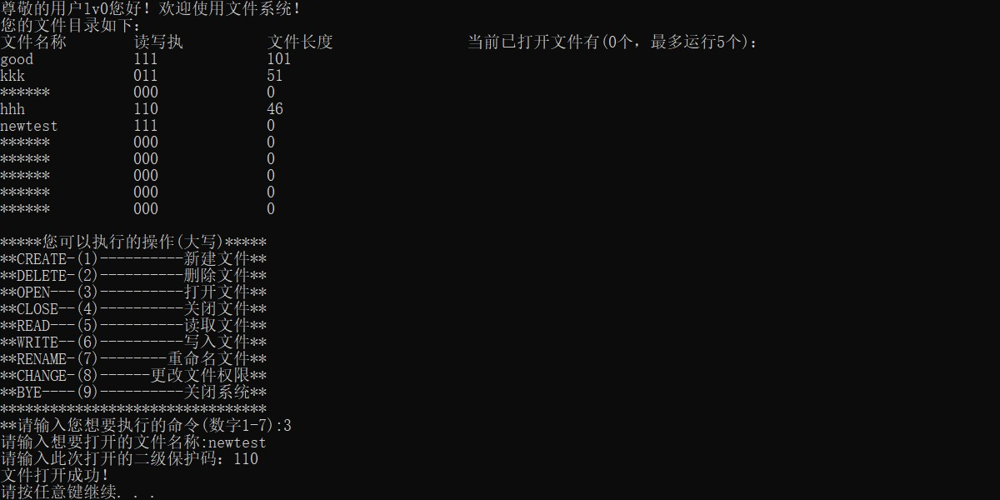 尊敬的用户lv0您好! 欢迎使用文件系统!
您的文件目录如下:
文件名称 读写执 文件长度 当前已打开文件有(0个, 最多运行5个):
good 111 101
kkk 011 51
****** 000 0
hhh 110 46
newtest 111 0
****** 000 0
****** 000 0
****** 000 0
****** 000 0
****** 000 0
*****您可以执行的操作(大写)*****
**CREATE-(1)----------新建文件**
**DELETE-(2)----------删除文件**
**OPEN---(3)----------打开文件**
**CLOSE--(4)----------关闭文件**
**READ---(5)----------读取文件**
**WRITE--(6)----------写入文件**
**RENAME-(7)--------重命名文件**
**CHANGE-(8)------更改文件权限**
**BYE----(9)----------关闭系统**
********************************
**请输入您想要执行的命令(数字1-7):3
请输入想要打开的文件名称:newtest
请输入此次打开的二级保护码: 110
文件打开成功!
请按任意键继续. . .